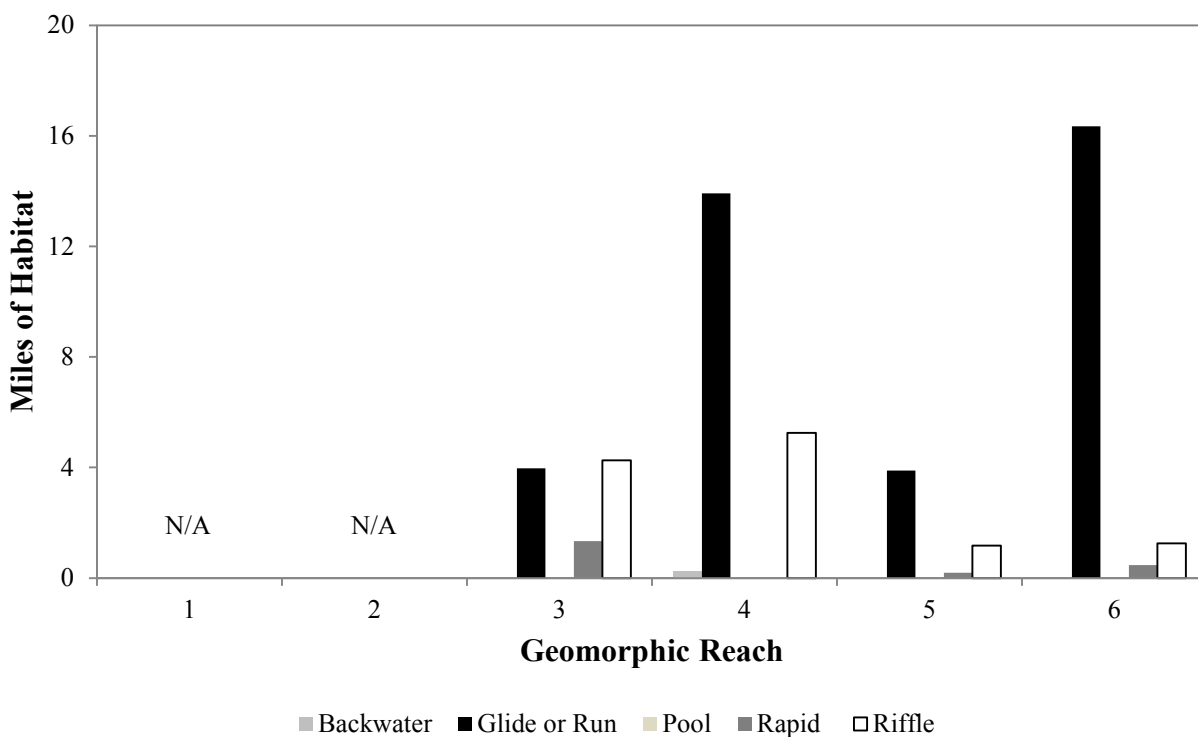 20
16
12
8
4
0
Miles of Habitat
N/A
N/A
1 2 3 4 5 6
Geomorphic Reach
Backwater Glide or Run Pool Rapid Riffle